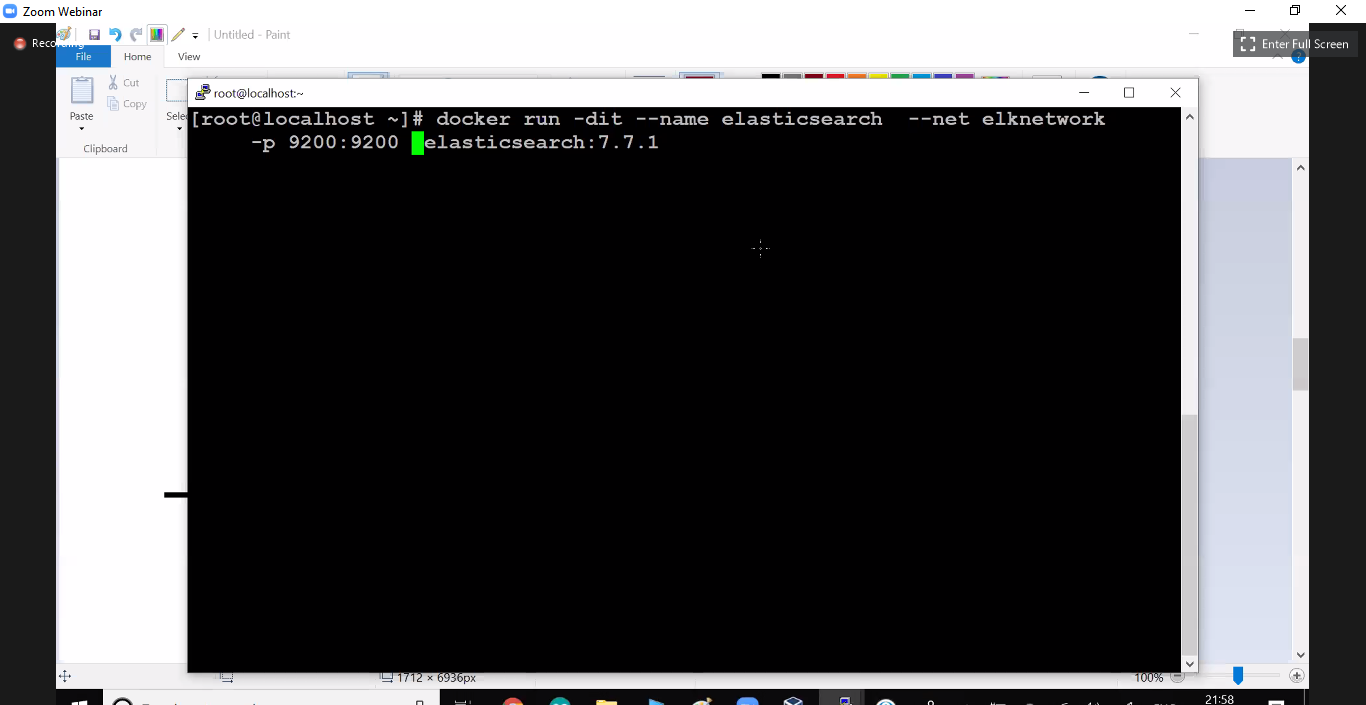 Zoom Webinar
Recording
Untitled - Paint
Enter Full Screen
File
Home
View
Cut
Paste
Copy
Clipboard
root@localhost:~
[root@localhost ~]# docker run -dit --name elasticsearch  --net elknetwork
-p 9200:9200 elasticsearch:7.7.1
1712 × 6936px
100%
21:58